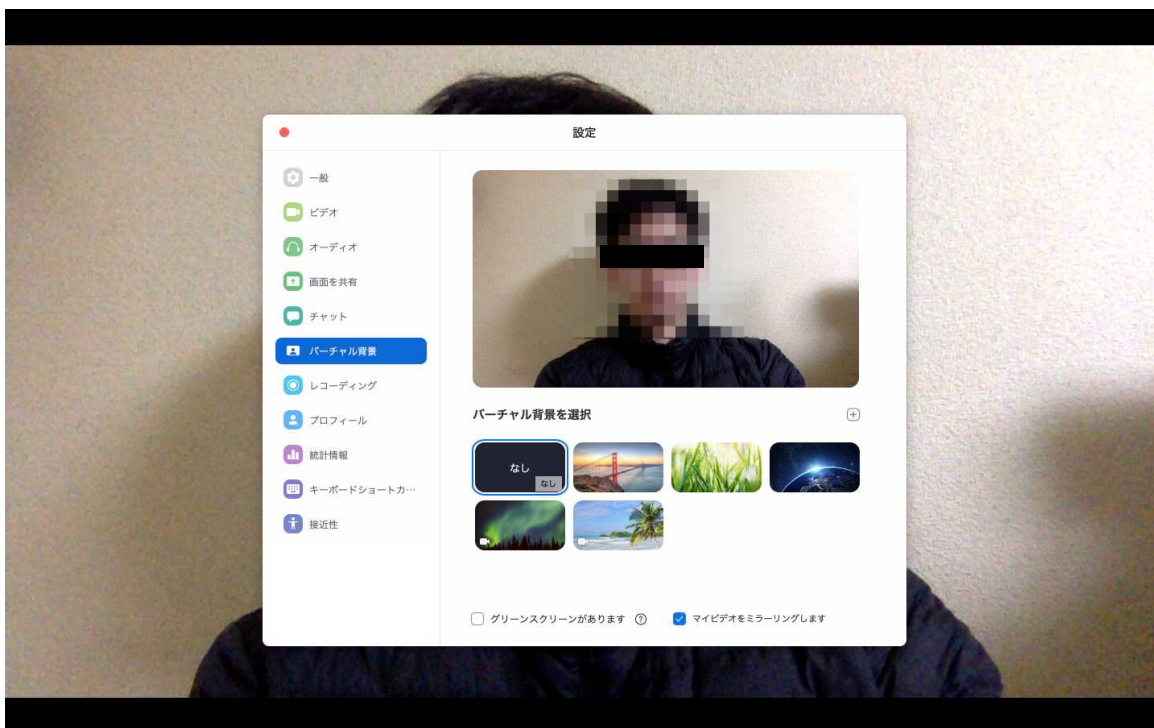 設定
一般
ビデオ
オーディオ
画面を共有
チャット
バーチャル背景
レコーディング
プロフィール
統計情報
キーボードショートカ…
接近性
バーチャル背景を選択
なし
なし
グリーンスクリーンがあります
マイビデオをミラーリングします